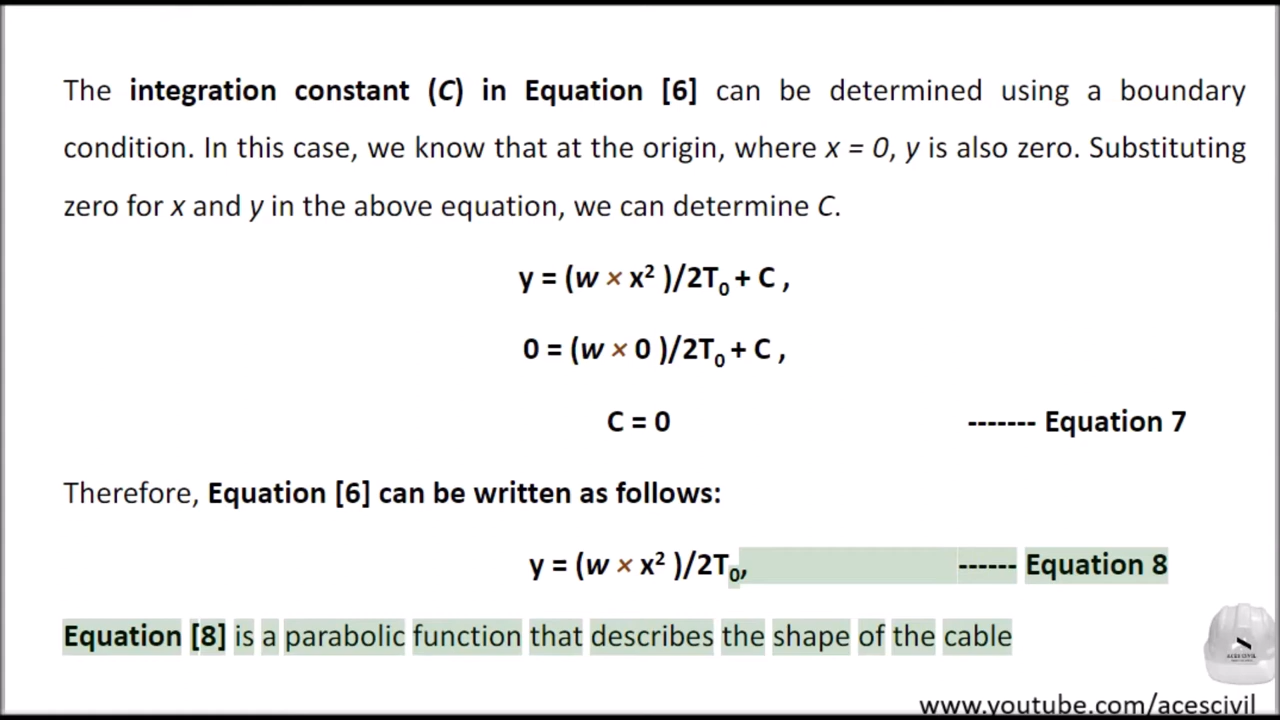 The integration constant (C) in Equation [6] can be determined using a boundary
condition. In this case, we know that at the origin, where x = 0, y is also zero. Substituting
zero for x and y in the above equation, we can determine C.
y = (w × x² )/2T₀ + C ,
0 = (w × 0 )/2T₀ + C ,
C = 0 ------- Equation 7
Therefore, Equation [6] can be written as follows:
y = (w × x² )/2T₀, ------ Equation 8
Equation [8] is a parabolic function that describes the shape of the cable
ACES CIVIL
www.youtube.com/acescivil